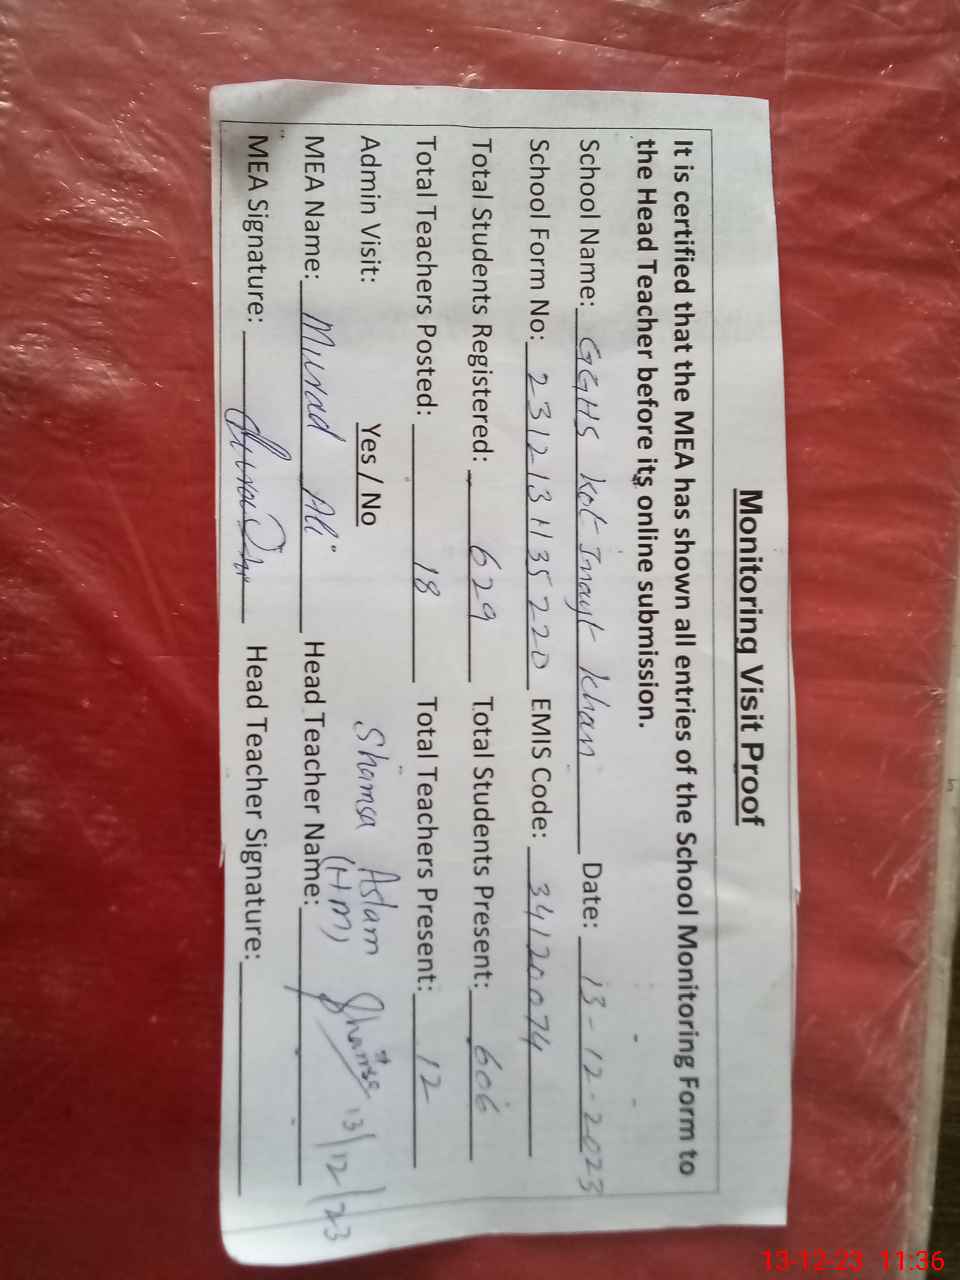 Monitoring Visit Proof
It is certified that the MEA has shown all entries of the School Monitoring Form to
the Head Teacher before its online submission.
School Name: GGHS Kot Inayt Khan Date: 13-12-2023
School Form No: 231213113522 0 EMIS Code: 34120074
Total Students Registered: 629 Total Students Present: 606
Total Teachers Posted: 18 Total Teachers Present: 12
Admin Visit: Yes / No Shamsa Aslam
(HM) Shamsa 13/12/23
MEA Name: Murad Ali Head Teacher Name:
MEA Signature: Head Teacher Signature:
13-12-23 11:36